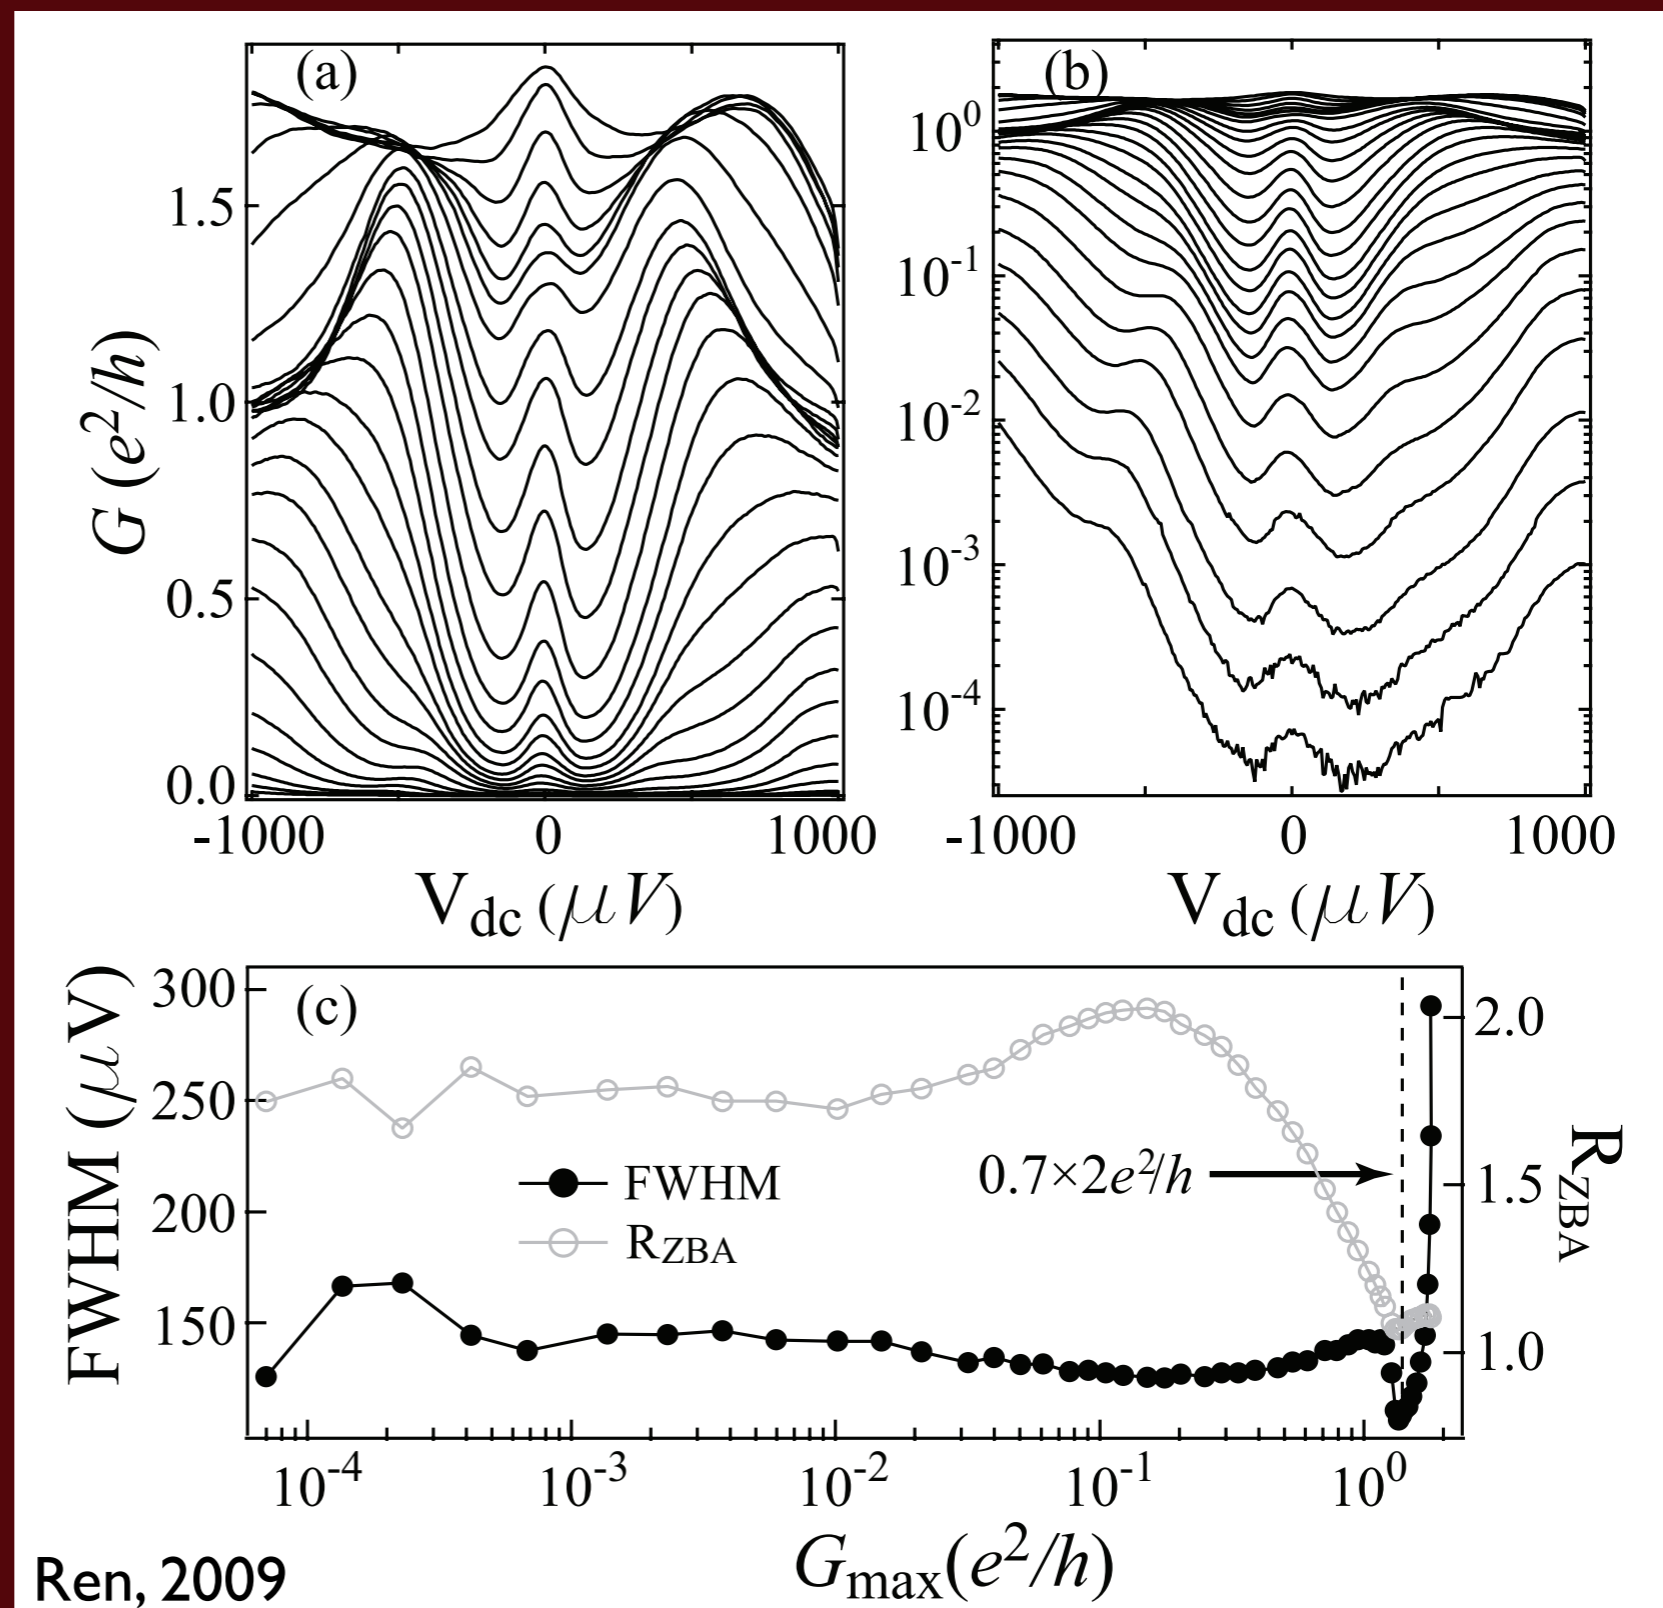 (a)
G (e²/h)
1.5
1.0
0.5
0.0
-1000 0 1000
V_dc (μV)
(b)
10⁰
10⁻¹
10⁻²
10⁻³
10⁻⁴
-1000 0 1000
V_dc (μV)
(c)
FWHM (μV)
300
250
200
150
0.7×2e²/h
FWHM
R_ZBA
2.0
1.5
1.0
R_ZBA
10⁻⁴ 10⁻³ 10⁻² 10⁻¹ 10⁰
G_max(e²/h)
Ren, 2009